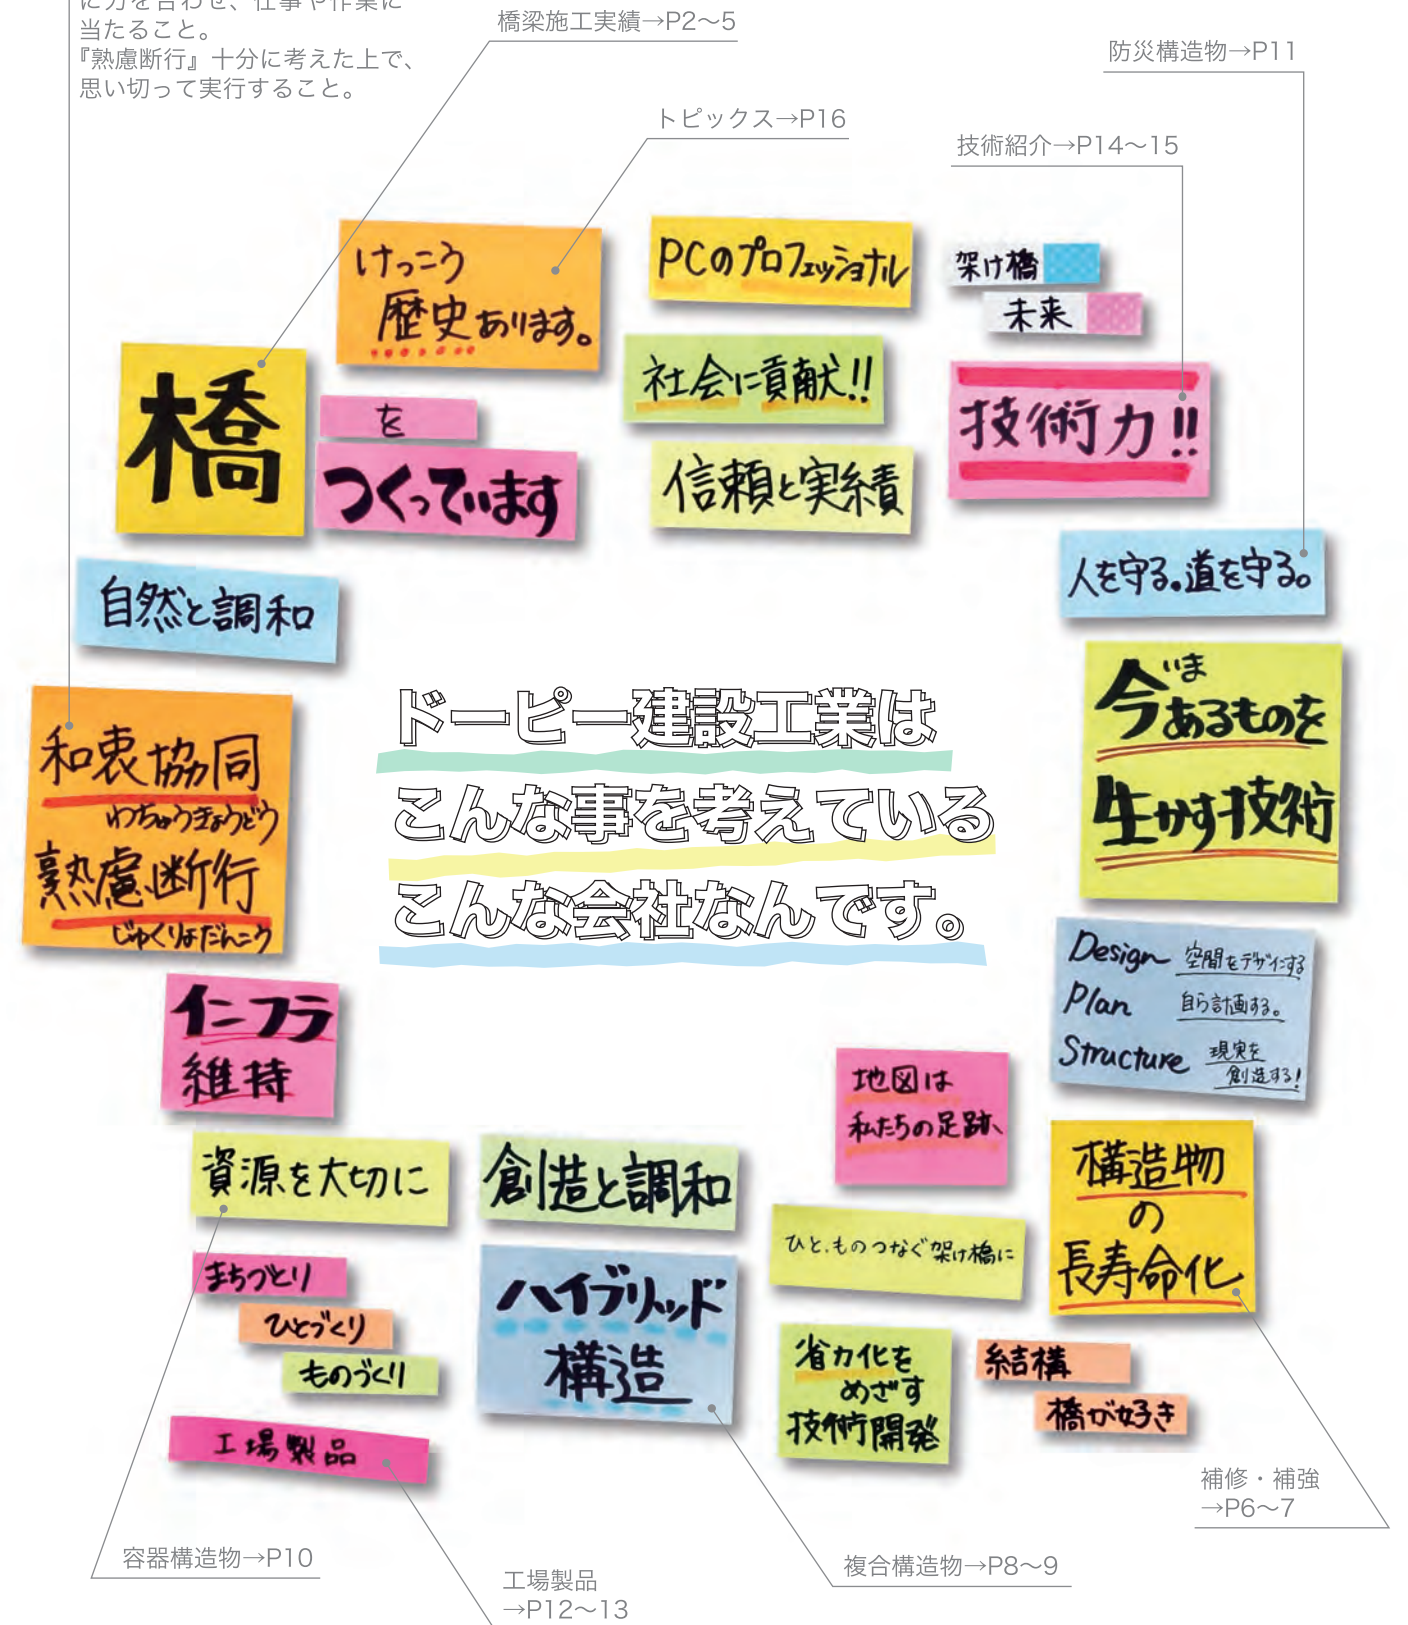 に力を合わせ、仕事や作業に
当たること。
『熟慮断行』十分に考えた上で、
思い切って実行すること。
橋梁施工実績→P2〜5
防災構造物→P11
トピックス→P16
技術紹介→P14〜15
けっこう
歴史あります。
PCのプロフェッショナル
架け橋
未来
橋
を
つくっています
社会に貢献!!
技術力!!
信頼と実績
人を守る。道を守る。
自然と調和
いま
今あるものを
生かす技術
和衷協同
わちゅうきょうどう
熟慮断行
じゅくりょだんこう
ドーピー建設工業は
こんな事を考えている
こんな会社なんです。
Design 空間をデザインする
Plan 自ら計画する。
Structure 現実を
創造する!
インフラ
維持
地図は
私たちの足跡、
資源を大切に
創造と調和
構造物
の
長寿命化
ひと、ものつなぐ架け橋に
まちづくり
ひとづくり
ものづくり
ハイブリッド
構造
省力化を
めざす
技術開発
結構
橋が好き
工場製品
補修・補強
→P6〜7
容器構造物→P10
複合構造物→P8〜9
工場製品
→P12〜13